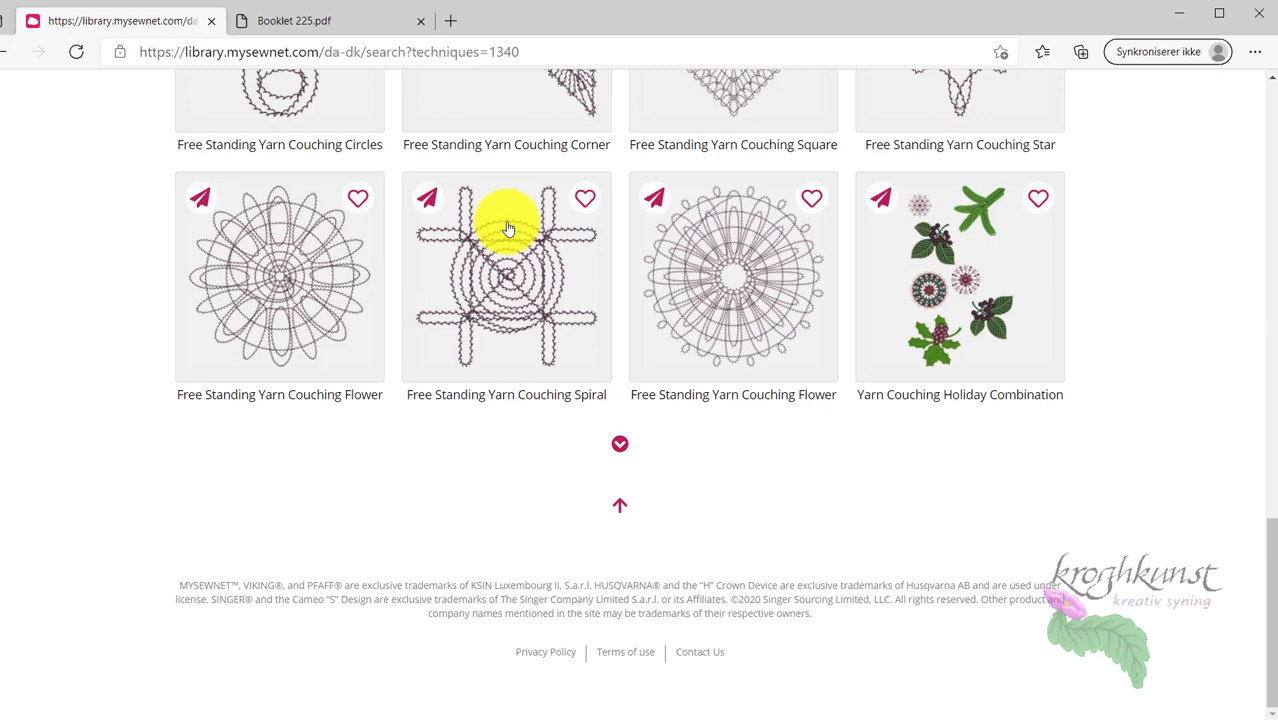 https://library.mysewnet.com/da
Booklet 225.pdf
https://library.mysewnet.com/da-dk/search?techniques=1340
Synkroniserer ikke
Free Standing Yarn Couching Circles
Free Standing Yarn Couching Corner
Free Standing Yarn Couching Square
Free Standing Yarn Couching Star
Free Standing Yarn Couching Flower
Free Standing Yarn Couching Spiral
Free Standing Yarn Couching Flower
Yarn Couching Holiday Combination
MYSEWNET™, VIKING®, and PFAFF® are exclusive trademarks of KSIN Luxembourg II, S.a.r.l. HUSQVARNA® and the “H” Crown Device are exclusive trademarks of Husqvarna AB and are used under
license, SINGER® and the Cameo “S” Design are exclusive trademarks of The Singer Company Limited S.a.r.l. or its Affiliates. ©2020 Singer Sourcing Limited, LLC. All rights reserved. Other product and
company names mentioned in the site may be trademarks of their respective owners.
Privacy Policy
Terms of use
Contact Us
kroghkunst
kreativ syning